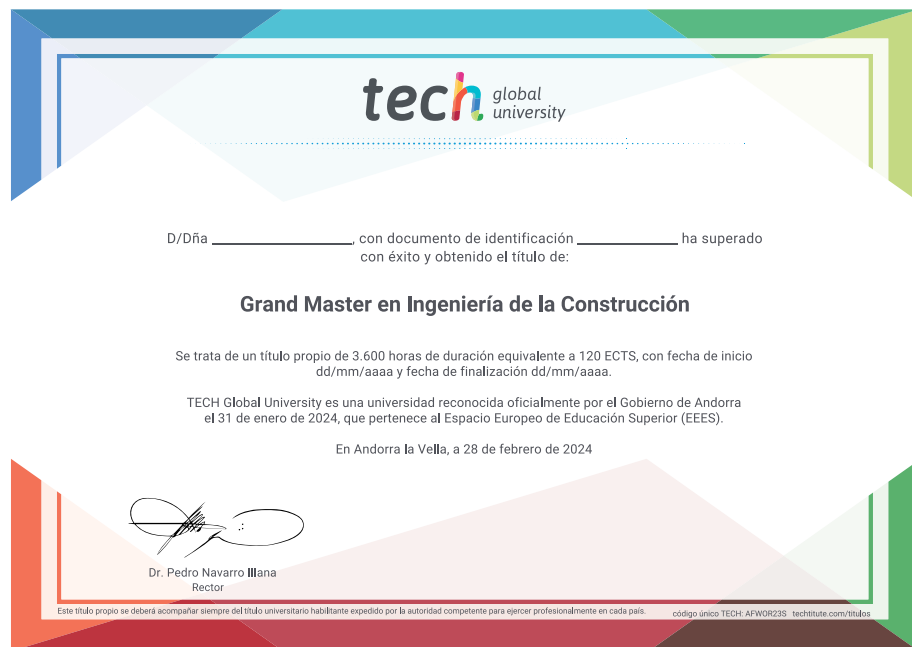 tech global university
D/Dña ______________, con documento de identificación __________ ha superado
con éxito y obtenido el título de:
Grand Master en Ingeniería de la Construcción
Se trata de un título propio de 3.600 horas de duración equivalente a 120 ECTS, con fecha de inicio
dd/mm/aaaa y fecha de finalización dd/mm/aaaa.
TECH Global University es una universidad reconocida oficialmente por el Gobierno de Andorra
el 31 de enero de 2024, que pertenece al Espacio Europeo de Educación Superior (EEES).
En Andorra la Vella, a 28 de febrero de 2024
Dr. Pedro Navarro Illana
Rector
Este título propio se deberá acompañar siempre del título universitario habilitante expedido por la autoridad competente para ejercer profesionalmente en cada país.
código único TECH: AFWOR23S techtitute.com/titulos